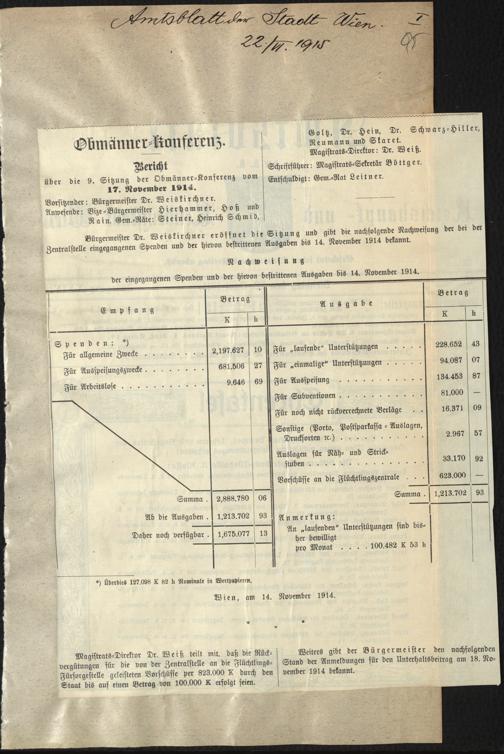 Amtsblatt der Stadt Wien.
I
22/VI. 1915
Obmänner-Konferenz.
Bericht
über die 9. Sitzung der Obmänner-Konferenz vom
17. November 1914.
Vorsitzender: Bürgermeister Dr. Weiskirchner.
Anwesende: Vize-Bürgermeister Hierhammer, Hoß und
Rain. Gem.-Räte: Steiner, Heinrich Schmid,
Goltz, Dr. Hein, Dr. Schwarz-Hiller,
Neumann und Skaret.
Magistrats-Direktor: Dr. Weiß.
Schriftführer: Magistrats-Sekretär Böttger.
Entschuldigt: Gem.-Rat Leitner.
Bürgermeister Dr. Weiskirchner eröffnet die Sitzung und gibt die nachfolgende Nachweisung der bei der
Zentralstelle eingegangenen Spenden und der hievon bestrittenen Ausgaben bis 14. November 1914 bekannt.
Nachweisung
der eingegangenen Spenden und der hievon bestrittenen Ausgaben bis 14. November 1914.
Empfang
Betrag
K h
Spenden: *)
Für allgemeine Zwecke . . . . . . . . 2,197.627 10
Für Ausspeisungszwecke . . . . . . . 681.506 27
Für Arbeitslose . . . . . . . . . . 9.646 69
Summa . 2,888.780 06
Ab die Ausgaben . 1,213.702 93
Daher noch verfügbar . 1,675.077 13
Ausgabe
Betrag
K h
Für „laufende“ Unterstützungen . . . . . . 228.652 43
Für „einmalige“ Unterstützungen . . . . . 94.087 07
Für Ausspeisung . . . . . . . . . . 134.453 87
Für Subventionen . . . . . . . . . 81.000 —
Für noch nicht rückverrechnete Verläge . . . . 16.371 09
Sonstige (Porto, Postsparkassa-Auslagen,
Drucksorten ꝛc.) . . . . . . . . . . 2.967 57
Auslagen für Näh- und Strick-
stuben . . . . . . . . . . . . 33.170 92
Vorschüsse an die Flüchtlingszentrale . . . . 623.000 —
Summa . 1,213.702 93
Anmerkung:
An „laufenden“ Unterstützungen sind bis-
her bewilligt
pro Monat . . . . 100.482 K 53 h
*) Überdies 127.098 K 82 h Nominale in Wertpapieren.
Wien, am 14. November 1914.
* * *
Magistrats-Direktor Dr. Weiß teilt mit, daß die Rück-
vergütungen für die von der Zentralstelle an die Flüchtlings-
Fürsorgestelle geleisteten Vorschüsse per 823.000 K durch den
Staat bis auf einen Betrag von 100.000 K erfolgt seien.
Weiters gibt der Bürgermeister den nachfolgenden
Stand der Anmeldungen für den Unterhaltsbeitrag am 18. No-
vember 1914 bekannt.